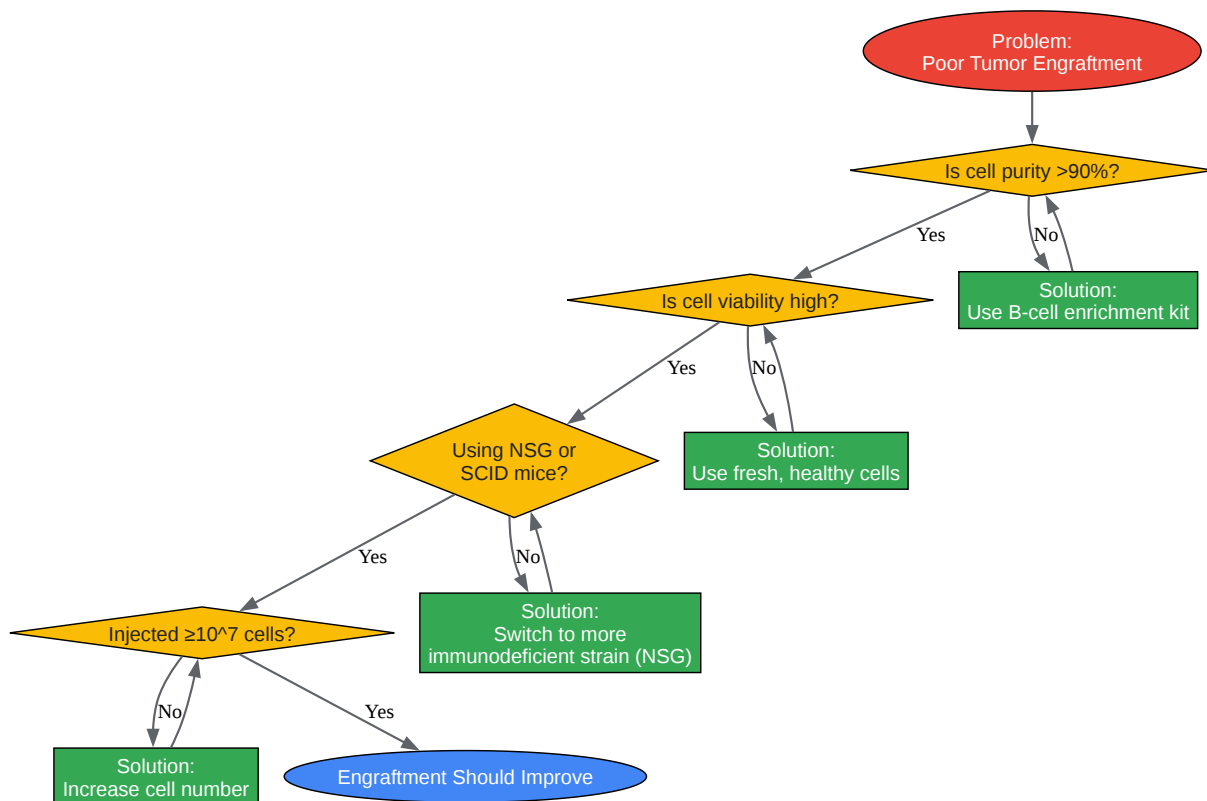 Problem:
Poor Tumor Engraftment
Is cell purity >90%?
Yes
No
Solution:
Use B-cell enrichment kit
Is cell viability high?
Yes
No
Solution:
Use fresh, healthy cells
Using NSG or
SCID mice?
Yes
No
Solution:
Switch to more
immunodeficient strain (NSG)
Injected ≥10^7 cells?
No
Yes
Solution:
Increase cell number
Engraftment Should Improve